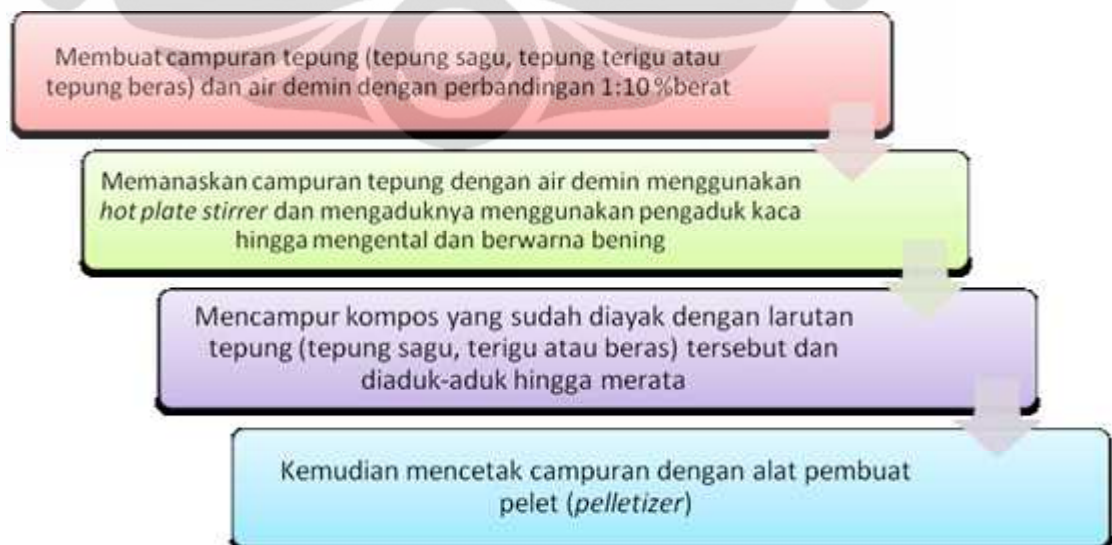 Membuat campuran tepung (tepung sagu, tepung terigu atau
tepung beras) dan air demin dengan perbandingan 1:10 %berat
Memanaskan campuran tepung dengan air demin menggunakan
hot plate stirrer dan mengaduknya menggunakan pengaduk kaca
hingga mengental dan berwarna bening
Mencampur kompos yang sudah diayak dengan larutan
tepung (tepung sagu, terigu atau beras) tersebut dan
diaduk-aduk hingga merata
Kemudian mencetak campuran dengan alat pembuat
pelet (pelletizer)